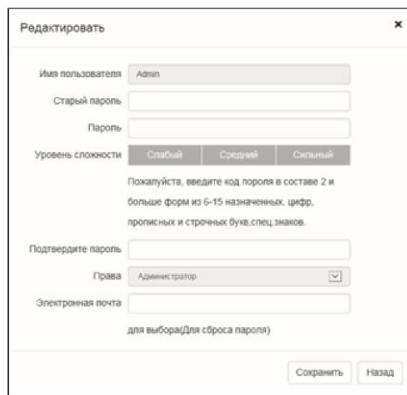 Редактировать ×
Имя пользователя Admin
Старый пароль
Пароль
Уровень сложности Слабый Средний Сильный
Пожалуйста, введите код пороля в составе 2 и
больше форм из 6-15 назначенных, цифр,
прописных и строчных букв,спец.знаков.
Подтвердите пароль
Права Администратор
Электронная почта
для выбора(Для сброса пароля)
Сохранить Назад